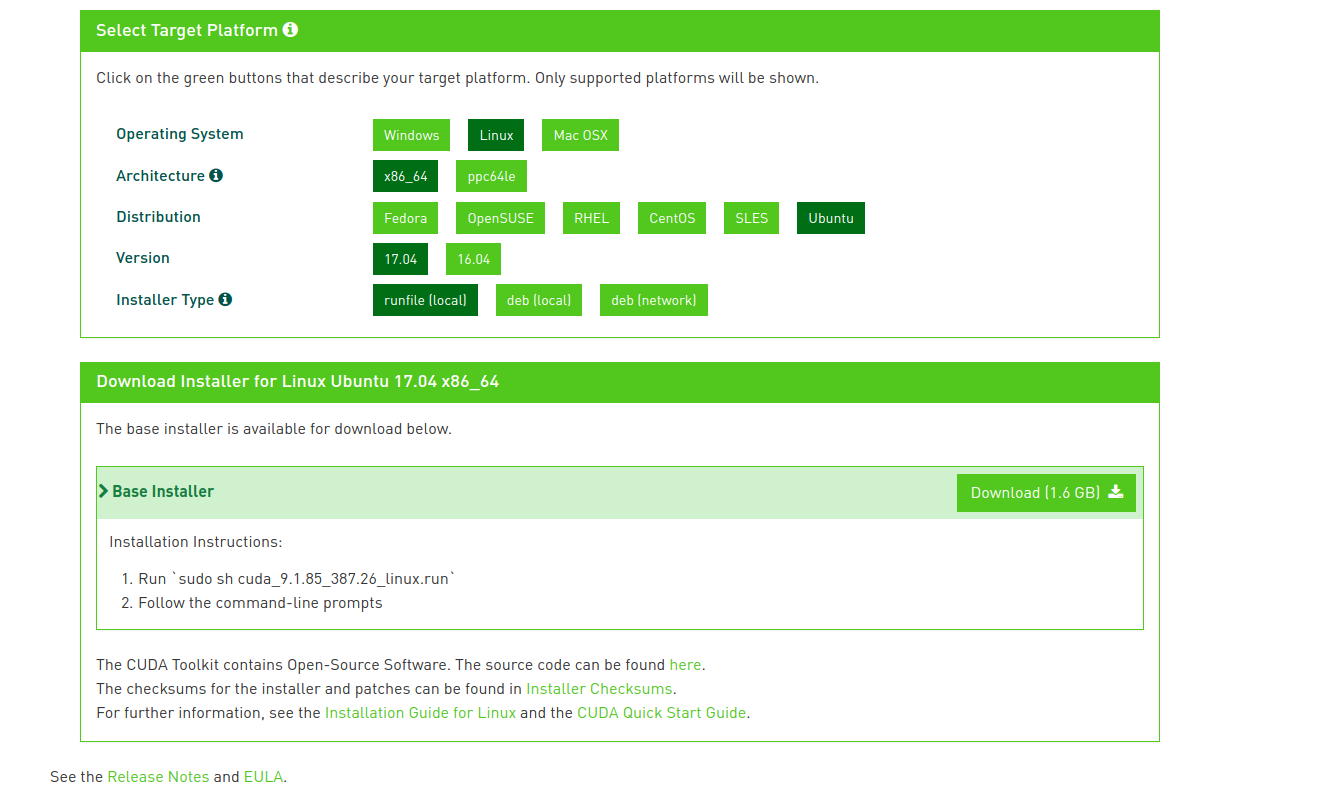 Select Target Platform
Click on the green buttons that describe your target platform. Only supported platforms will be shown.
Operating System Windows Linux Mac OSX
Architecture x86_64 ppc64le
Distribution Fedora OpenSUSE RHEL CentOS SLES Ubuntu
Version 17.04 16.04
Installer Type runfile (local) deb (local) deb (network)
Download Installer for Linux Ubuntu 17.04 x86_64
The base installer is available for download below.
Base Installer Download (1.6 GB)
Installation Instructions:
1. Run `sudo sh cuda_9.1.85_387.26_linux.run`
2. Follow the command-line prompts
The CUDA Toolkit contains Open-Source Software. The source code can be found here.
The checksums for the installer and patches can be found in Installer Checksums.
For further information, see the Installation Guide for Linux and the CUDA Quick Start Guide.
See the Release Notes and EULA.